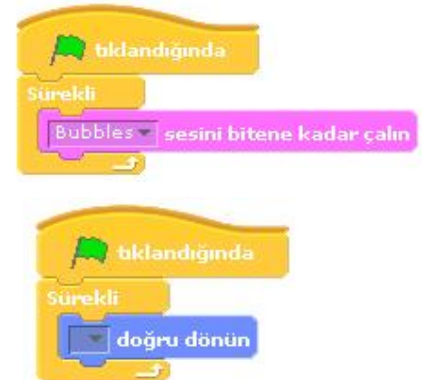 tıklandığında
Sürekli
Bubbles sesini bitene kadar çalın
tıklandığında
Sürekli
doğru dönün